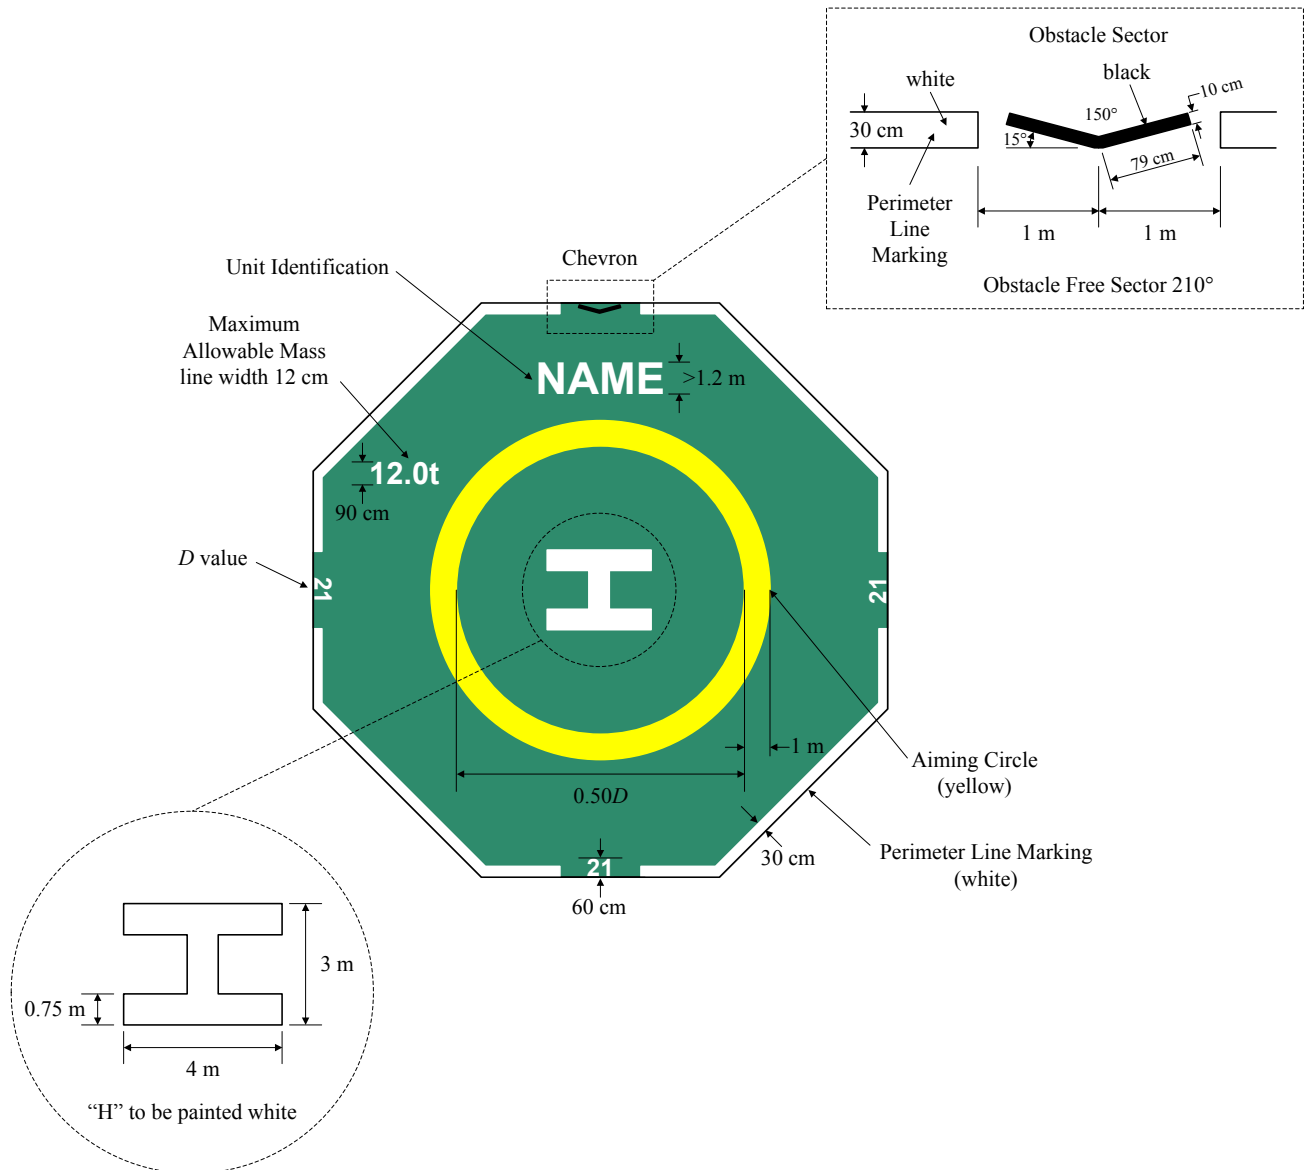 Obstacle Sector
white
black
10 cm
150°
30 cm
15°
79 cm
Perimeter
Line
Marking
1 m
1 m
Obstacle Free Sector 210°
Chevron
Unit Identification
Maximum
Allowable Mass
line width 12 cm
NAME
>1.2 m
12.0t
90 cm
D value
21
21
1 m
Aiming Circle
(yellow)
0.50D
30 cm
Perimeter Line Marking
(white)
21
60 cm
H
3 m
0.75 m
4 m
“H” to be painted white